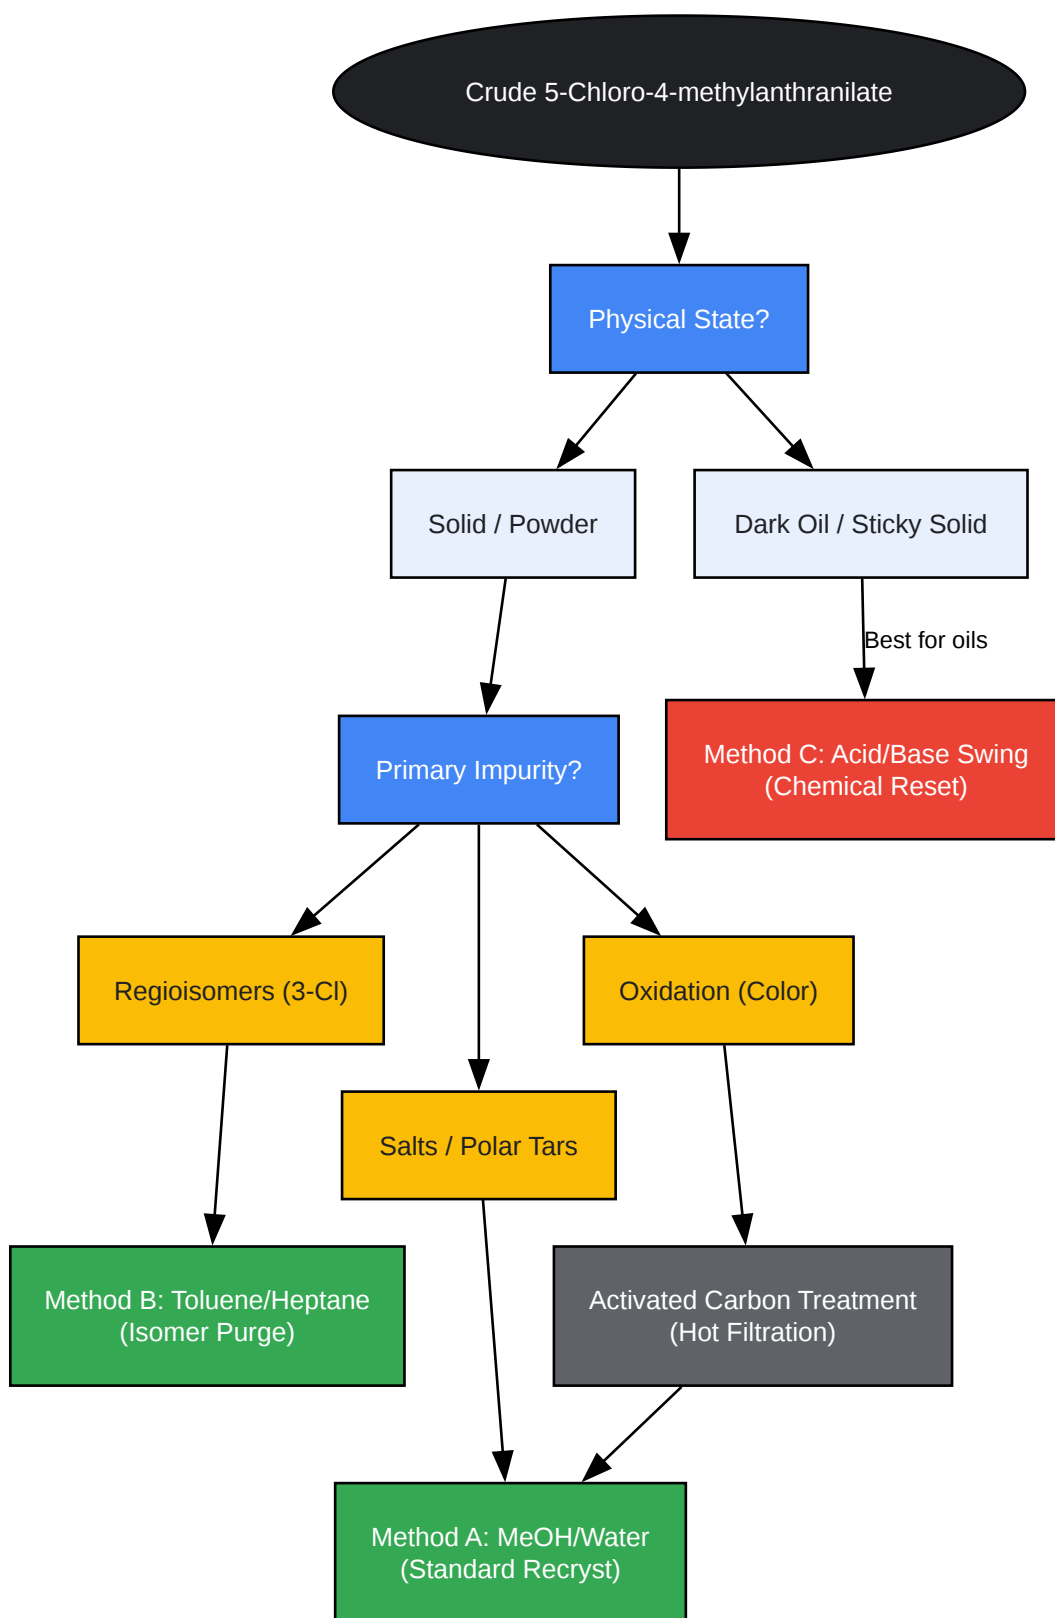 Crude 5-Chloro-4-methylanthranilate
Physical State?
Solid / Powder
Dark Oil / Sticky Solid
Best for oils
Method C: Acid/Base Swing
(Chemical Reset)
Primary Impurity?
Regioisomers (3-Cl)
Oxidation (Color)
Salts / Polar Tars
Method B: Toluene/Heptane
(Isomer Purge)
Activated Carbon Treatment
(Hot Filtration)
Method A: MeOH/Water
(Standard Recryst)